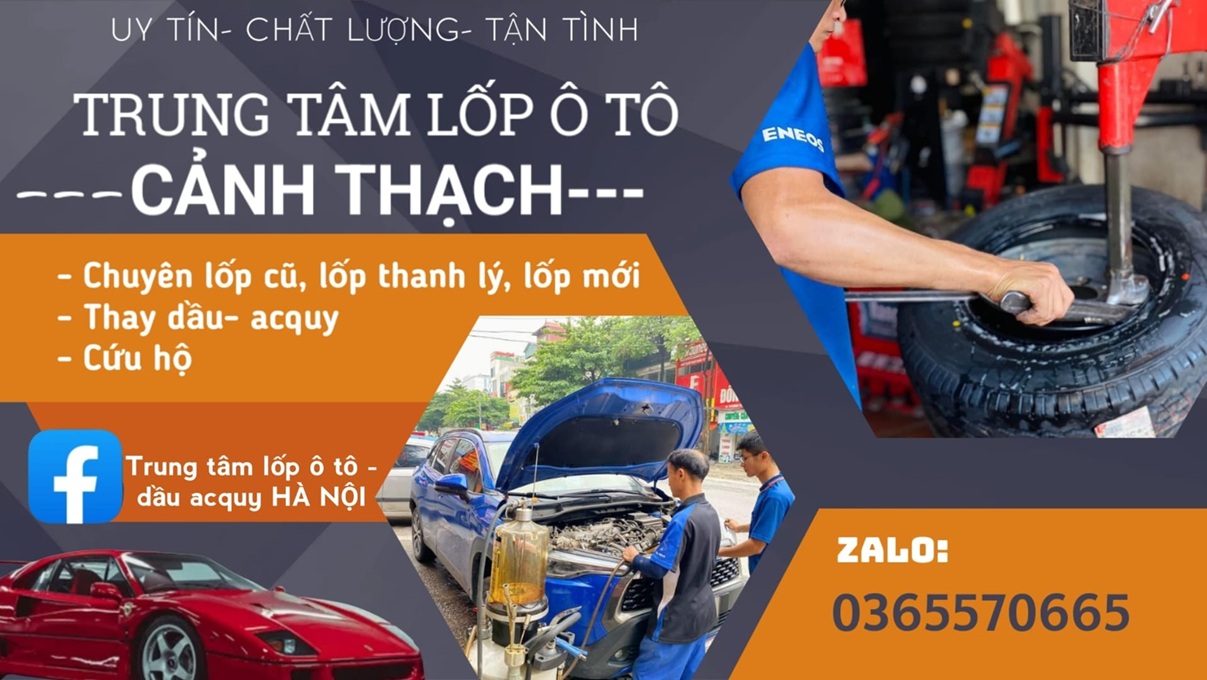 UY TÍN- CHẤT LƯỢNG- TẬN TÌNH
TRUNG TÂM LỐP Ô TÔ
---CẢNH THẠCH---
- Chuyên lốp cũ, lốp thanh lý, lốp mới
- Thay dầu- acquy
- Cứu hộ
Trung tâm lốp ô tô -
dầu acquy HÀ NỘI
ENEOS
ZALO:
0365570665